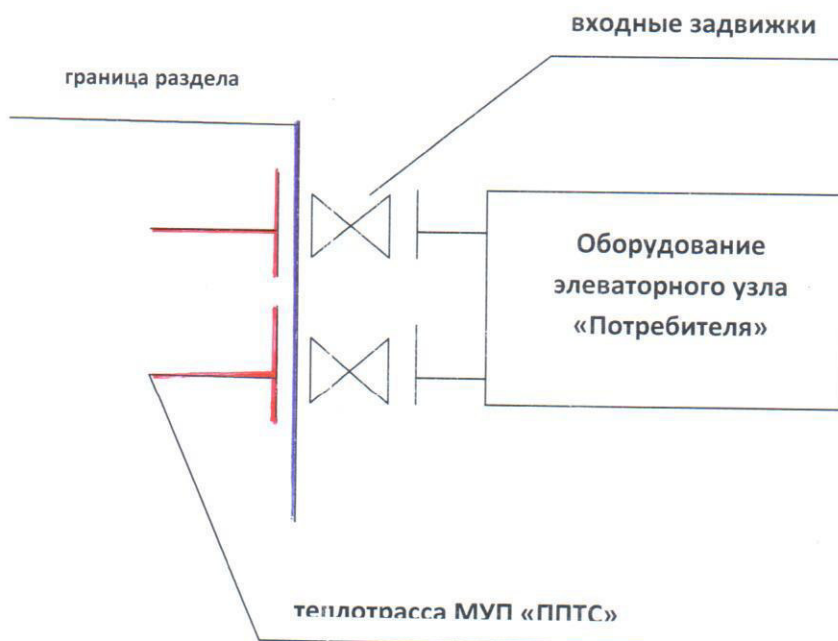 входные задвижки
граница раздела
Оборудование
элеваторного узла
«Потребителя»
теплотрасса МУП «ППТС»